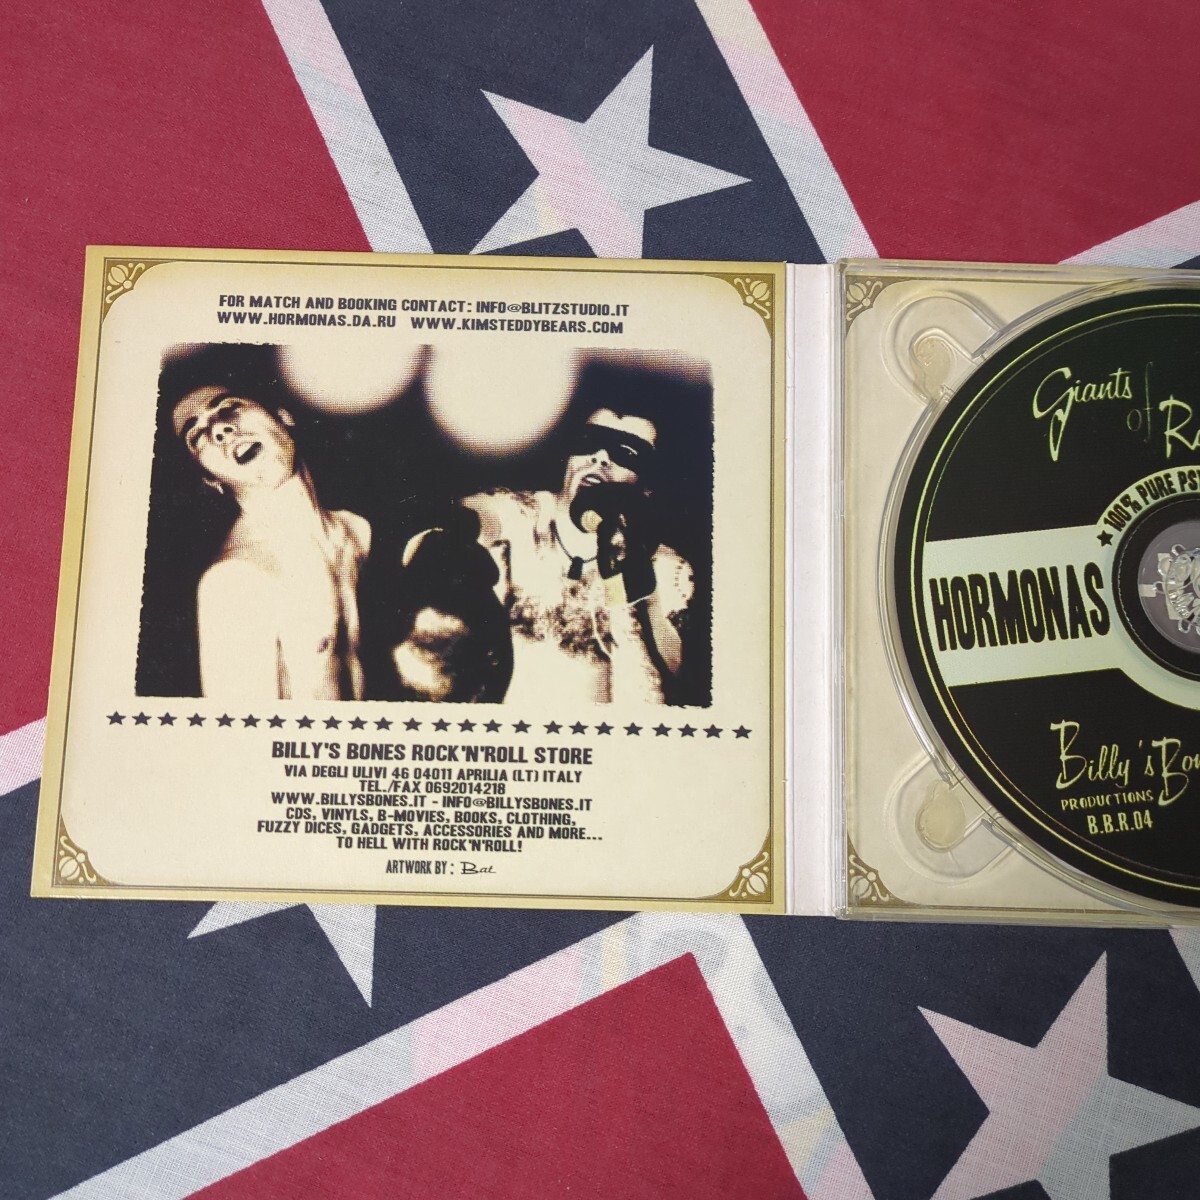 FOR MATCH AND BOOKING CONTACT: INFO@BLITZSTUDIO.IT
WWW.HORMONAS.DA.RU WWW.KIMSTEDDYBEARS.COM
BILLY'S BONES ROCK'N'ROLL STORE
VIA DEGLI ULIVI 46 04011 APRILIA (LT) ITALY
TEL./FAX 0692014218
WWW.BILLYSBONES.IT - INFO@BILLYSBONES.IT
CDS, VINYLS, B-MOVIES, BOOKS, CLOTHING,
FUZZY DICES, GADGETS, ACCESSORIES AND MORE...
TO HELL WITH ROCK'N'ROLL!
ARTWORK BY: Bat
Giants
of
100% PURE
HORMONAS
Billy's
PRODUCTIONS
B.B.R.04